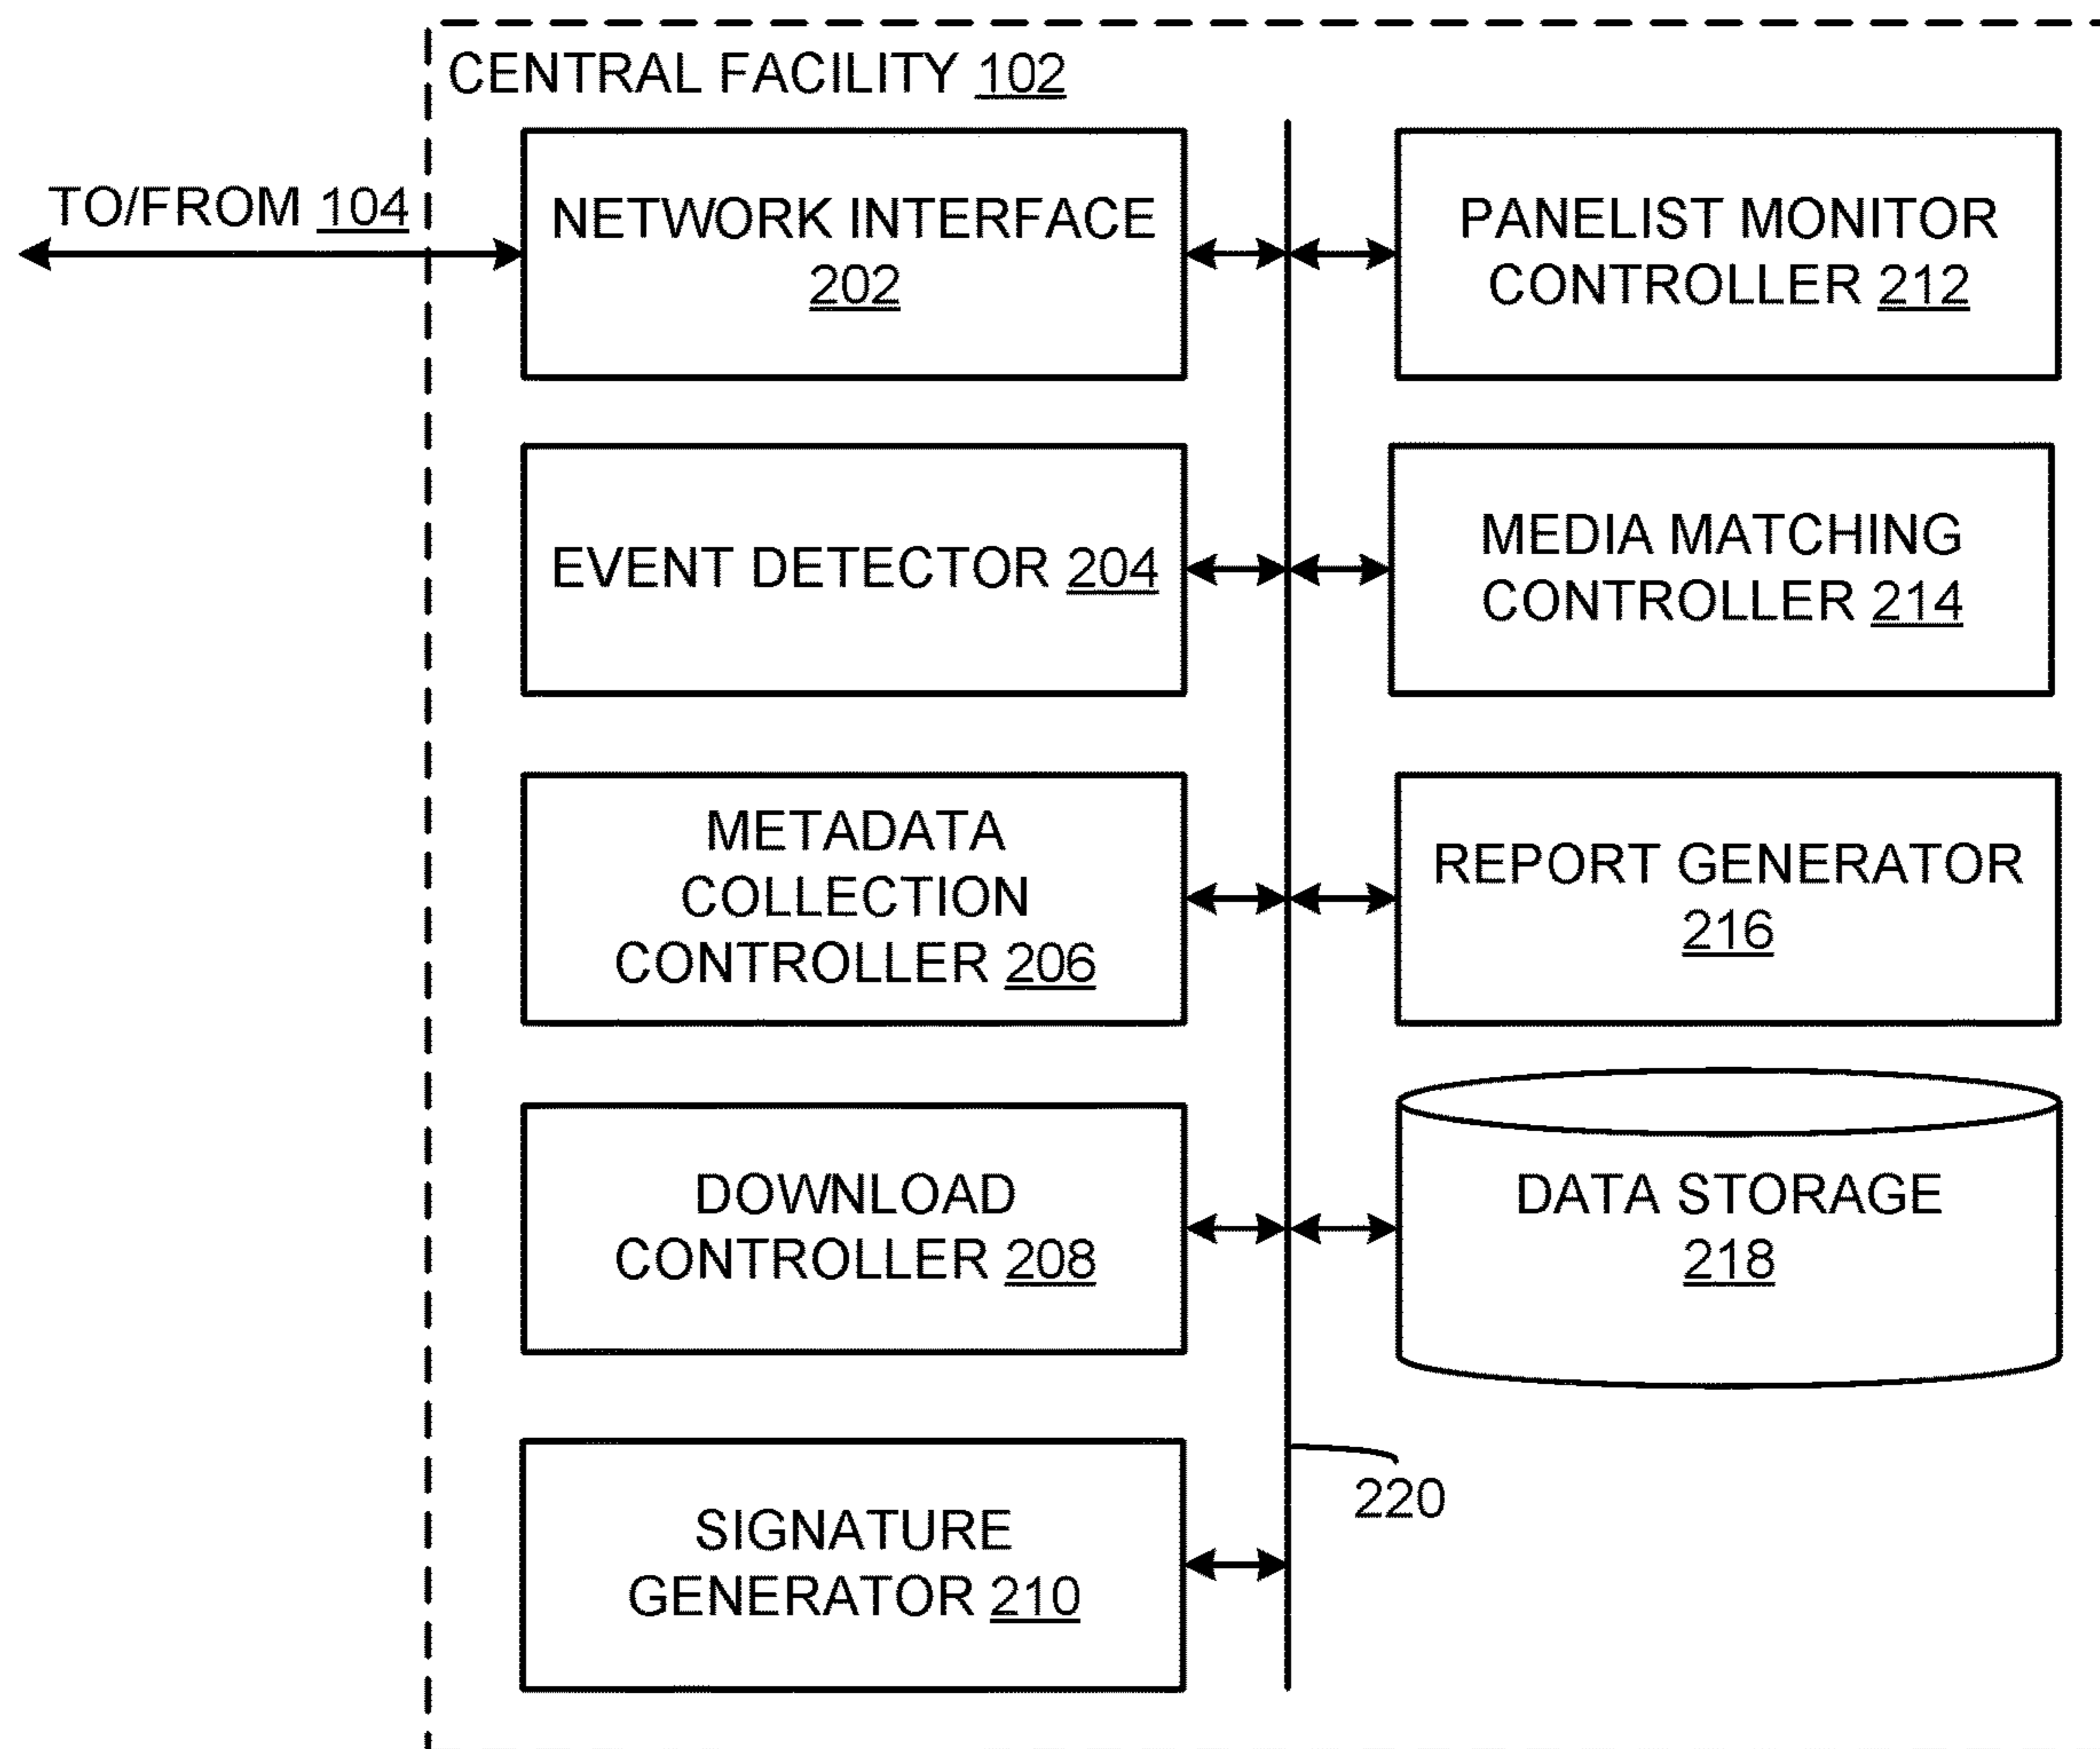 CENTRAL FACILITY 102
TO/FROM 104
NETWORK INTERFACE
202
PANELIST MONITOR
CONTROLLER 212
EVENT DETECTOR 204
MEDIA MATCHING
CONTROLLER 214
METADATA
COLLECTION
CONTROLLER 206
REPORT GENERATOR
216
DOWNLOAD
CONTROLLER 208
DATA STORAGE
218
SIGNATURE
GENERATOR 210
220